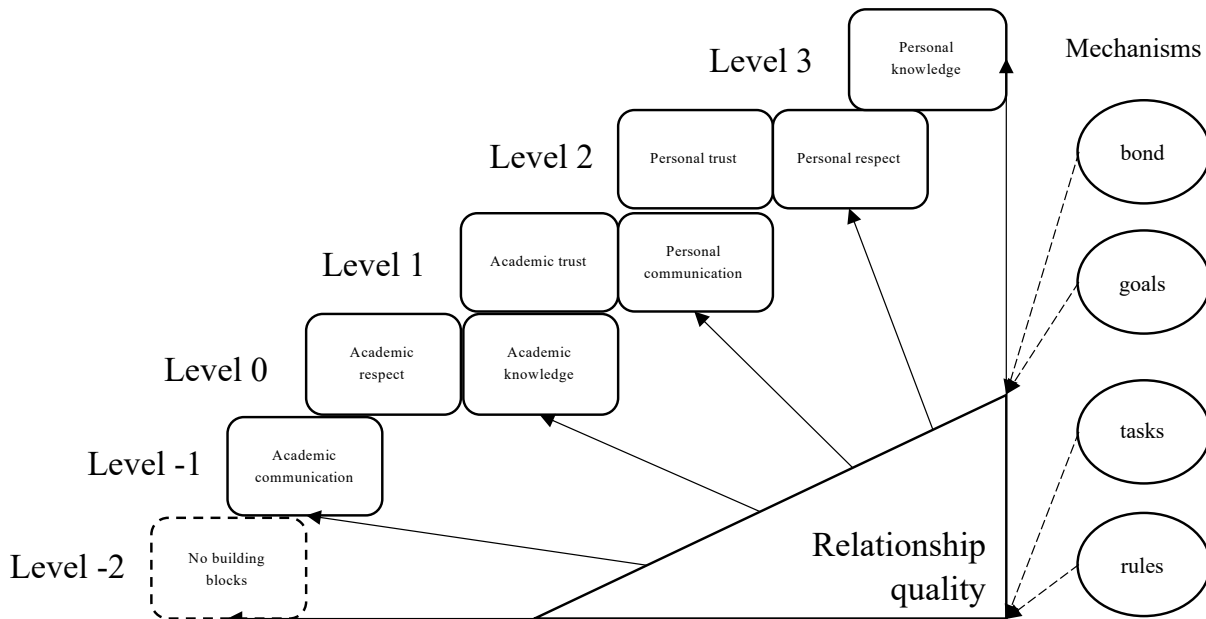 Level 3
Personal
knowledge
Mechanisms
Level 2
Personal trust
Personal respect
bond
Level 1
Academic trust
Personal
communication
goals
Level 0
Academic
respect
Academic
knowledge
Level -1
Academic
communication
tasks
Level -2
No building
blocks
Relationship
quality
rules